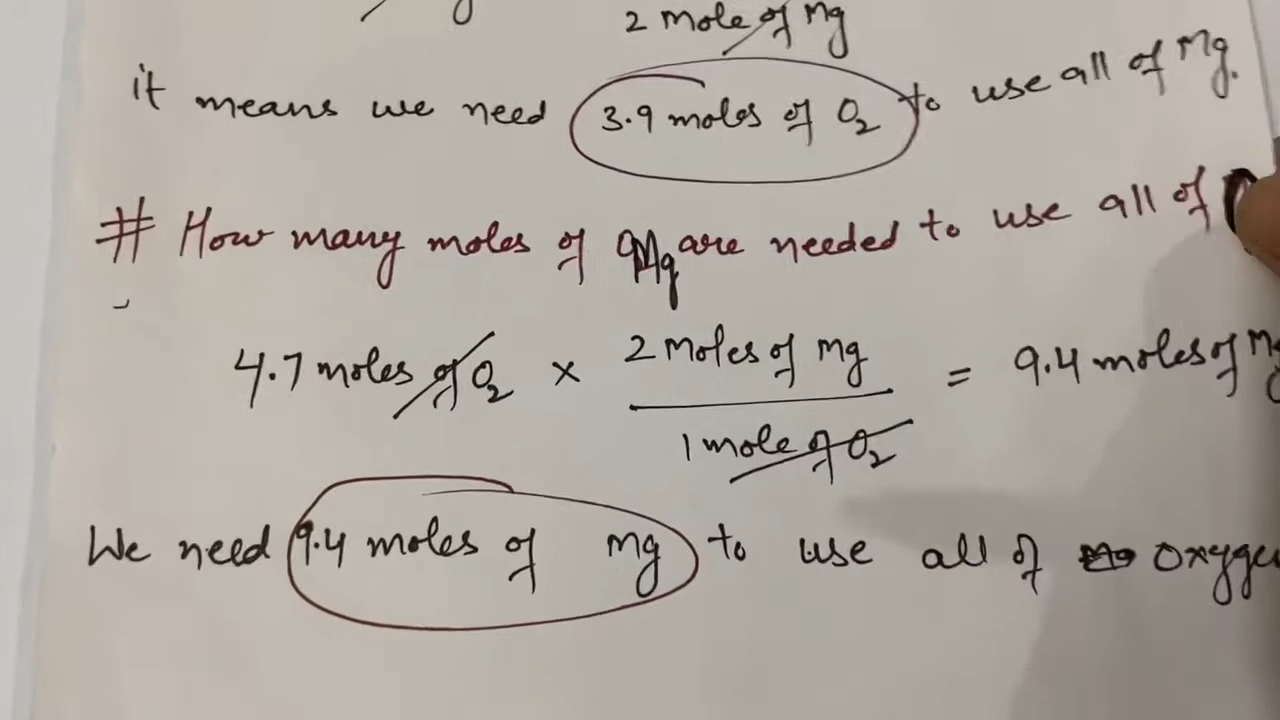 2 mole of Mg
it means we need 3.9 moles of O₂ to use all of Mg.
# How many moles of Mg are needed to use all of
4.7 moles of O₂ × 2 Moles of Mg = 9.4 moles of Mg
1 mole of O₂
We need 9.4 moles of Mg to use all of oxyge